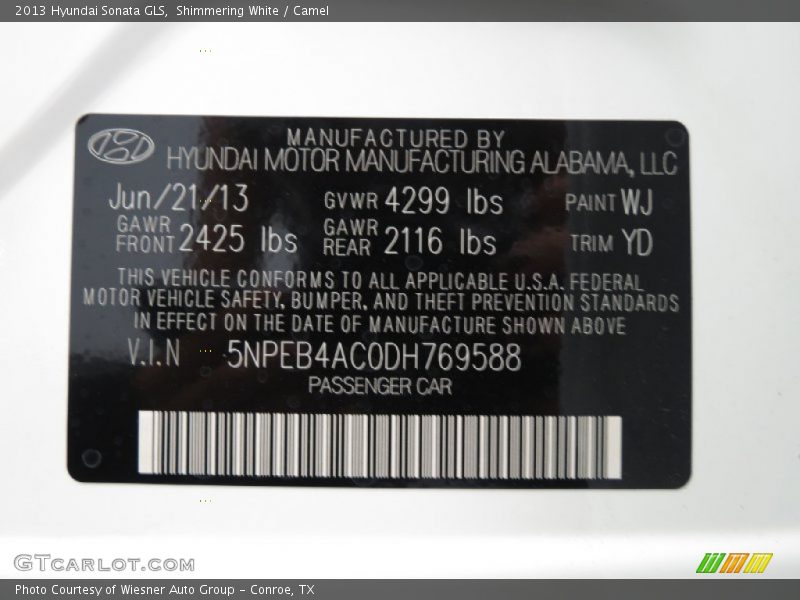 2013 Hyundai Sonata GLS, Shimmering White / Camel
MANUFACTURED BY
HYUNDAI MOTOR MANUFACTURING ALABAMA, LLC
Jun/21/13 GVWR 4299 lbs PAINT WJ
GAWR FRONT 2425 lbs GAWR REAR 2116 lbs TRIM YD
THIS VEHICLE CONFORMS TO ALL APPLICABLE U.S.A. FEDERAL
MOTOR VEHICLE SAFETY, BUMPER, AND THEFT PREVENTION STANDARDS
IN EFFECT ON THE DATE OF MANUFACTURE SHOWN ABOVE
V.I.N 5NPEB4AC0DH769588
PASSENGER CAR
GTCARLOT.COM
Photo Courtesy of Wiesner Auto Group - Conroe, TX